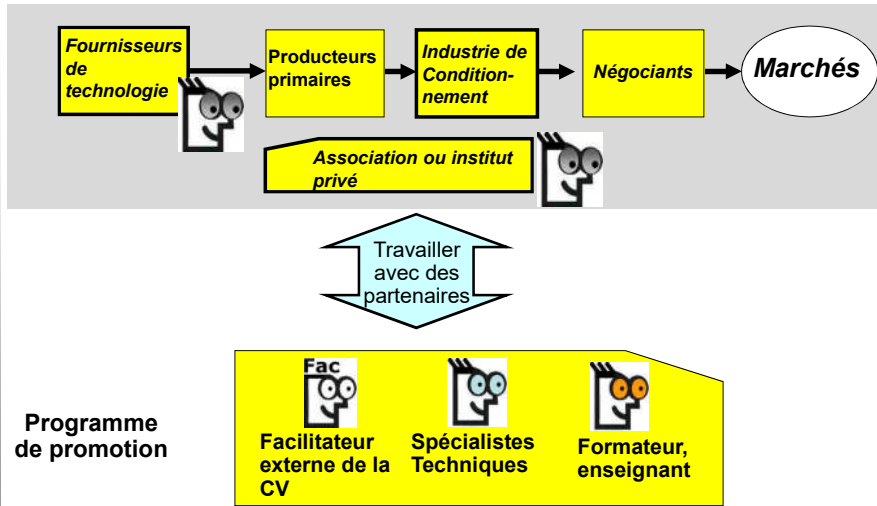 Fournisseurs
de
technologie
Producteurs
primaires
Industrie de
Condition-
nement
Négociants
Marchés
Association ou institut
privé
Travailler
avec des
partenaires
Programme
de promotion
Fac
Facilitateur
externe de la
CV
Spécialistes
Techniques
Formateur,
enseignant